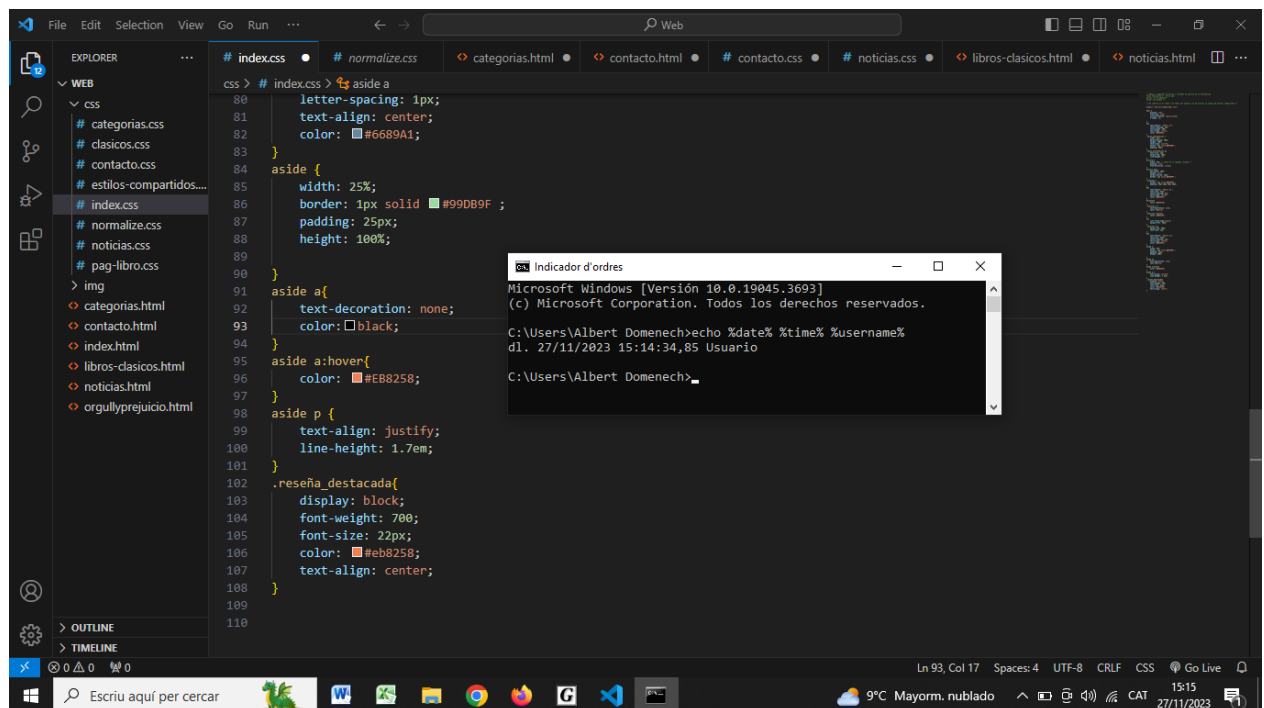 File Edit Selection View Go Run ··· Web
EXPLORER ···
12
WEB
css
# categorias.css
# clasicos.css
# contacto.css
# estilos-compartidos....
# index.css
# normalize.css
# noticias.css
# pag-libro.css
img
categorias.html
contacto.html
index.html
libros-clasicos.html
noticias.html
orgullyprejuicio.html
OUTLINE
TIMELINE
# index.css # normalize.css categorias.html contacto.html # contacto.css # noticias.css libros-clasicos.html noticias.html ···
css > # index.css > aside a
80 letter-spacing: 1px;
81 text-align: center;
82 color: #6689A1;
83 }
84 aside {
85 width: 25%;
86 border: 1px solid #99DB9F ;
87 padding: 25px;
88 height: 100%;
89
90 }
91 aside a{
92 text-decoration: none;
93 color: black;
94 }
95 aside a:hover{
96 color: #EB8258;
97 }
98 aside p {
99 text-align: justify;
100 line-height: 1.7em;
101 }
102 .reseña_destacada{
103 display: block;
104 font-weight: 700;
105 font-size: 22px;
106 color: #eb8258;
107 text-align: center;
108 }
109
110
Indicador d'ordres
Microsoft Windows [Versión 10.0.19045.3693]
(c) Microsoft Corporation. Todos los derechos reservados.
C:\Users\Albert Domenech>echo %date% %time% %username%
dl. 27/11/2023 15:14:34,85 Usuario
C:\Users\Albert Domenech>
0 0 0 Ln 93, Col 17 Spaces: 4 UTF-8 CRLF CSS Go Live
Escriu aquí per cercar 9°C Mayorm. nublado CAT 15:15
27/11/2023 1